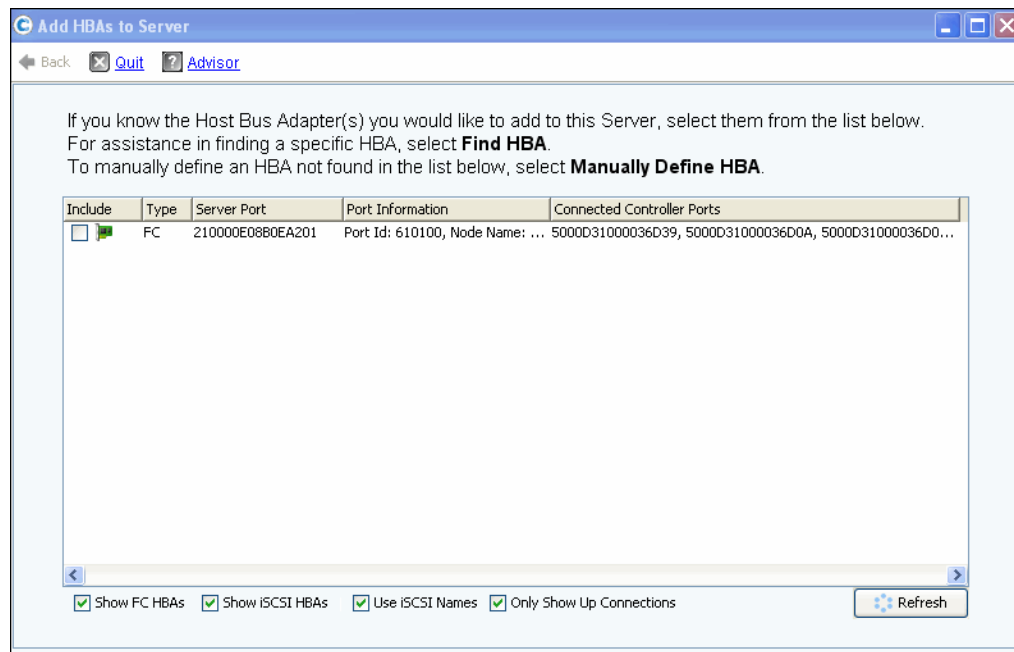 Add HBAs to Server
Back Quit Advisor
If you know the Host Bus Adapter(s) you would like to add to this Server, select them from the list below.
For assistance in finding a specific HBA, select Find HBA.
To manually define an HBA not found in the list below, select Manually Define HBA.
Include Type Server Port Port Information Connected Controller Ports
FC 210000E08B0EA201 Port Id: 610100, Node Name: ... 5000D31000036D39, 5000D31000036D0A, 5000D31000036D0...
Show FC HBAs Show iSCSI HBAs Use iSCSI Names Only Show Up Connections Refresh